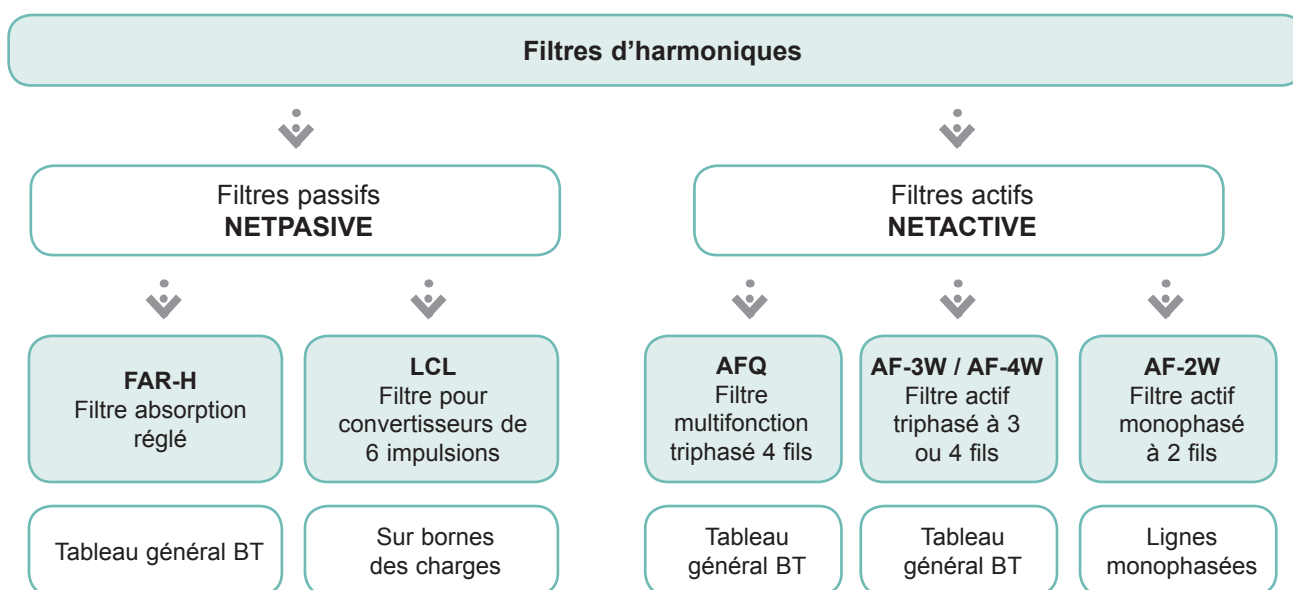 Filtres d’harmoniques
Filtres passifs
NETPASIVE
Filtres actifs
NETACTIVE
FAR-H
Filtre absorption
réglé
LCL
Filtre pour
convertisseurs de
6 impulsions
AFQ
Filtre
multifonction
triphasé 4 fils
AF-3W / AF-4W
Filtre actif
triphasé à 3
ou 4 fils
AF-2W
Filtre actif
monophasé
à 2 fils
Tableau général BT
Sur bornes
des charges
Tableau
général BT
Tableau
général BT
Lignes
monophasées